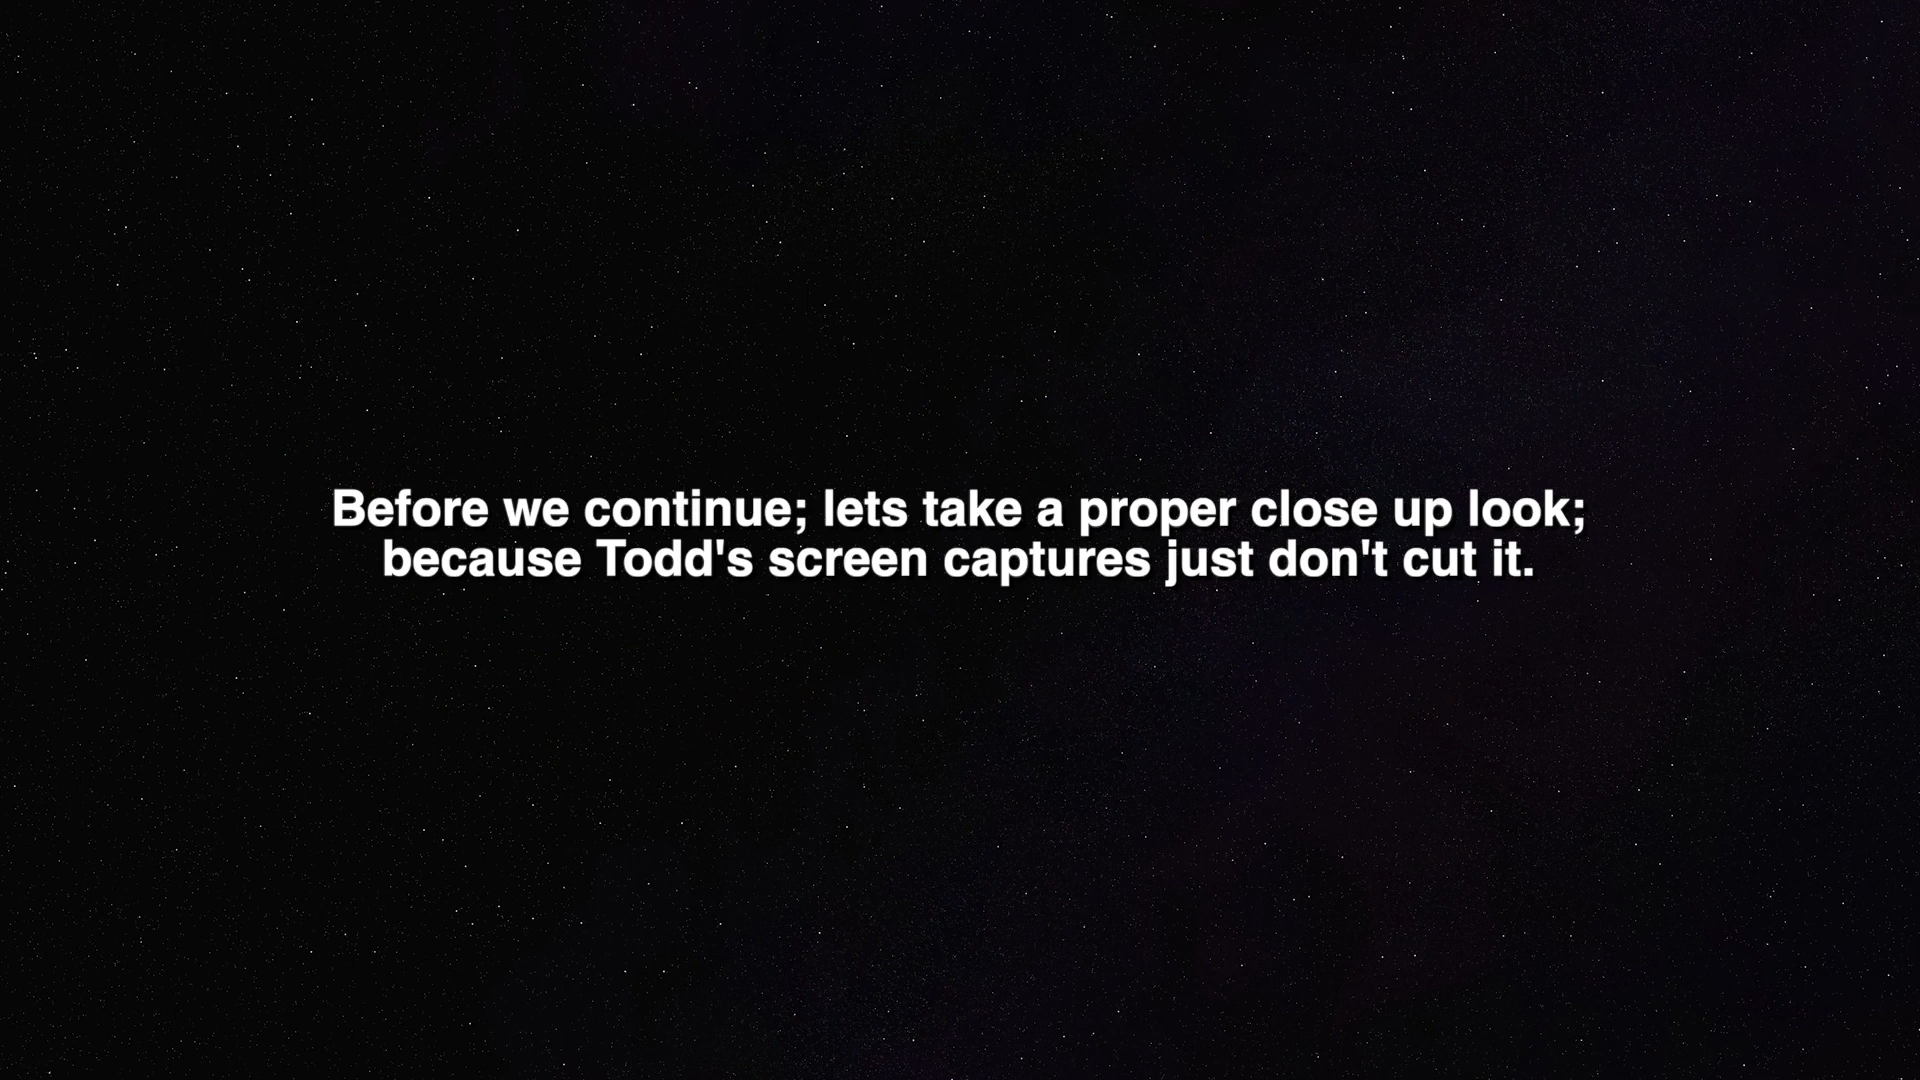 Before we continue; lets take a proper close up look;
because Todd's screen captures just don't cut it.